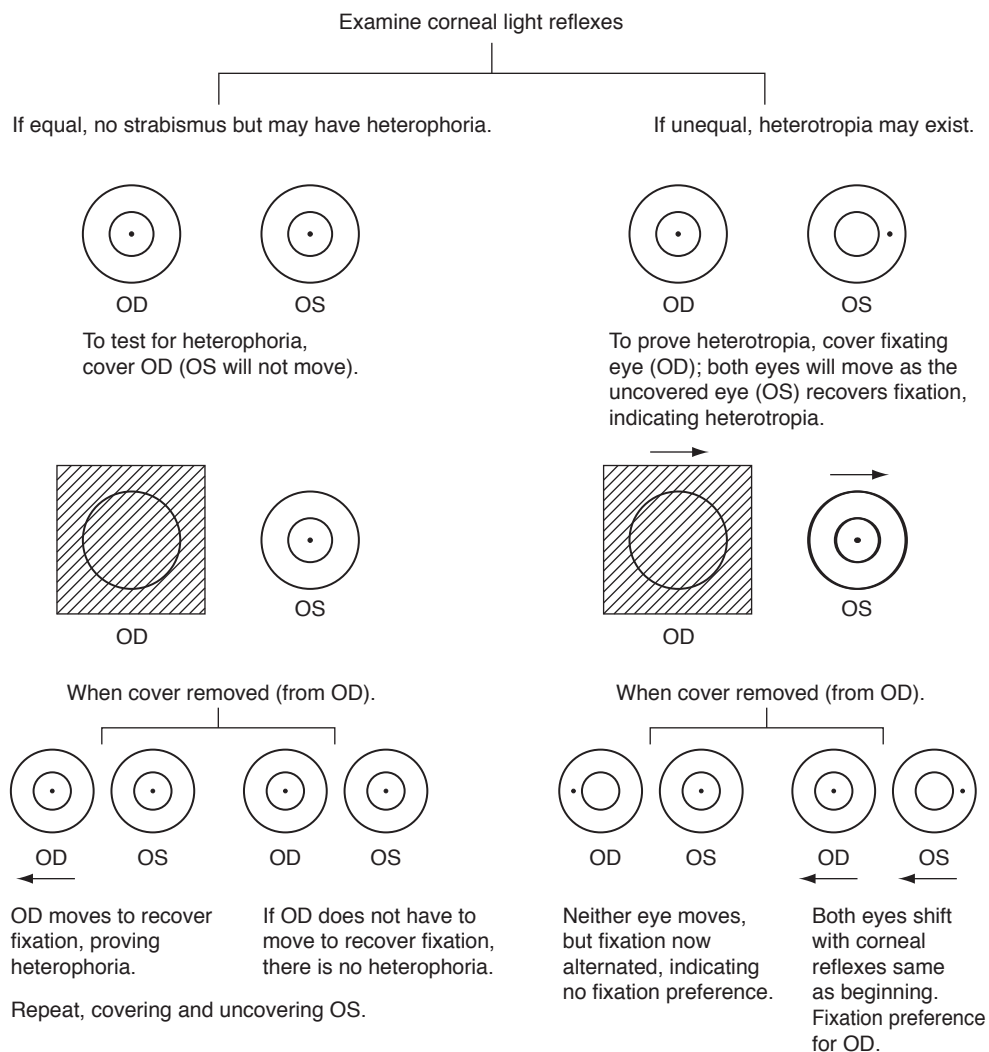 Examine corneal light reflexes
If equal, no strabismus but may have heterophoria.
If unequal, heterotropia may exist.
OD
OS
OD
OS
To test for heterophoria,
cover OD (OS will not move).
To prove heterotropia, cover fixating
eye (OD); both eyes will move as the
uncovered eye (OS) recovers fixation,
indicating heterotropia.
OS
OD
OS
OD
When cover removed (from OD).
When cover removed (from OD).
OD
OS
OD
OS
OD
OS
OD
OS
OD moves to recover
fixation, proving
heterophoria.
If OD does not have to
move to recover fixation,
there is no heterophoria.
Repeat, covering and uncovering OS.
Neither eye moves,
but fixation now
alternated, indicating
no fixation preference.
Both eyes shift
with corneal
reflexes same
as beginning.
Fixation preference
for OD.